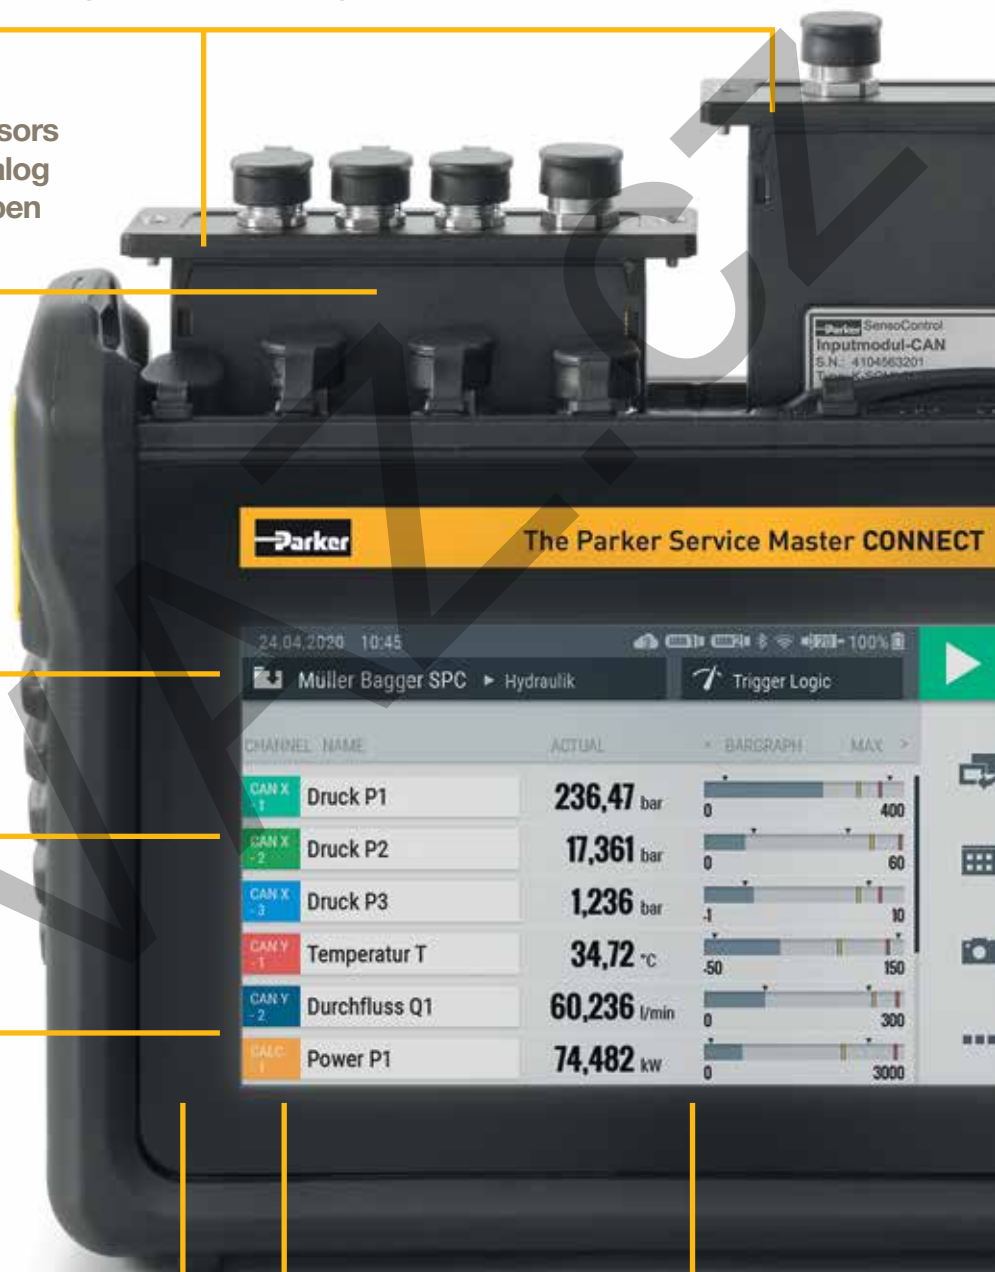 sors
alog
pen
Parker SensoControl
Inputmodul-CAN
S.N.: 4104563201
Parker
The Parker Service Master CONNECT
24.04.2020 10:45
100%
Müller Bagger SPC ► Hydraulik
Trigger Logic
CHANNEL NAME ACTUAL < BARGRAPH MAX >
CAN X -1 Druck P1 236,47 bar 0 400
CAN X -2 Druck P2 17,361 bar 0 60
CAN X -3 Druck P3 1,236 bar -1 10
CAN Y -1 Temperatur T 34,72 °C -50 150
CAN Y -2 Durchfluss Q1 60,236 l/min 0 300
CALC -1 Power P1 74,482 kW 0 3000
VAZ.CZ